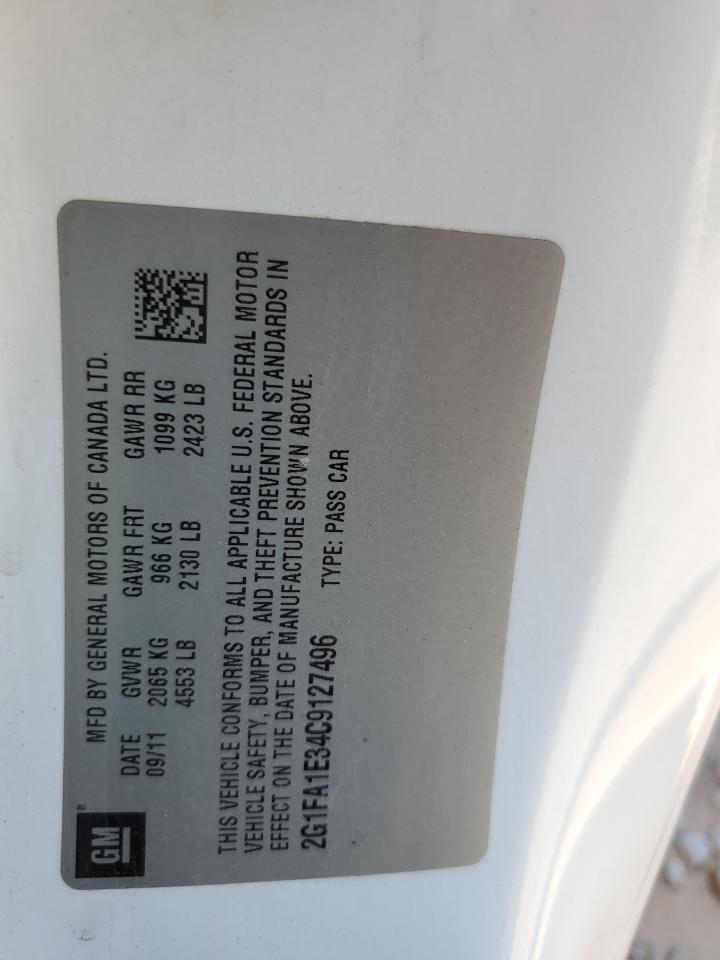 GM®
MFD BY GENERAL MOTORS OF CANADA LTD.
DATE GVWR GAWR FRT GAWR RR
09/11 2065 KG 966 KG 1099 KG
4553 LB 2130 LB 2423 LB
THIS VEHICLE CONFORMS TO ALL APPLICABLE U.S. FEDERAL MOTOR
VEHICLE SAFETY, BUMPER, AND THEFT PREVENTION STANDARDS IN
EFFECT ON THE DATE OF MANUFACTURE SHOWN ABOVE.
2G1FA1E34C9127496 TYPE: PASS CAR